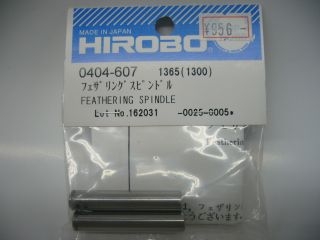 ¥956-
MADE IN JAPAN
HIROBO
0404-607 1365(1300)
フェザリングスピンドル
FEATHERING SPINDLE
Lot No.162031 -0025-6005*